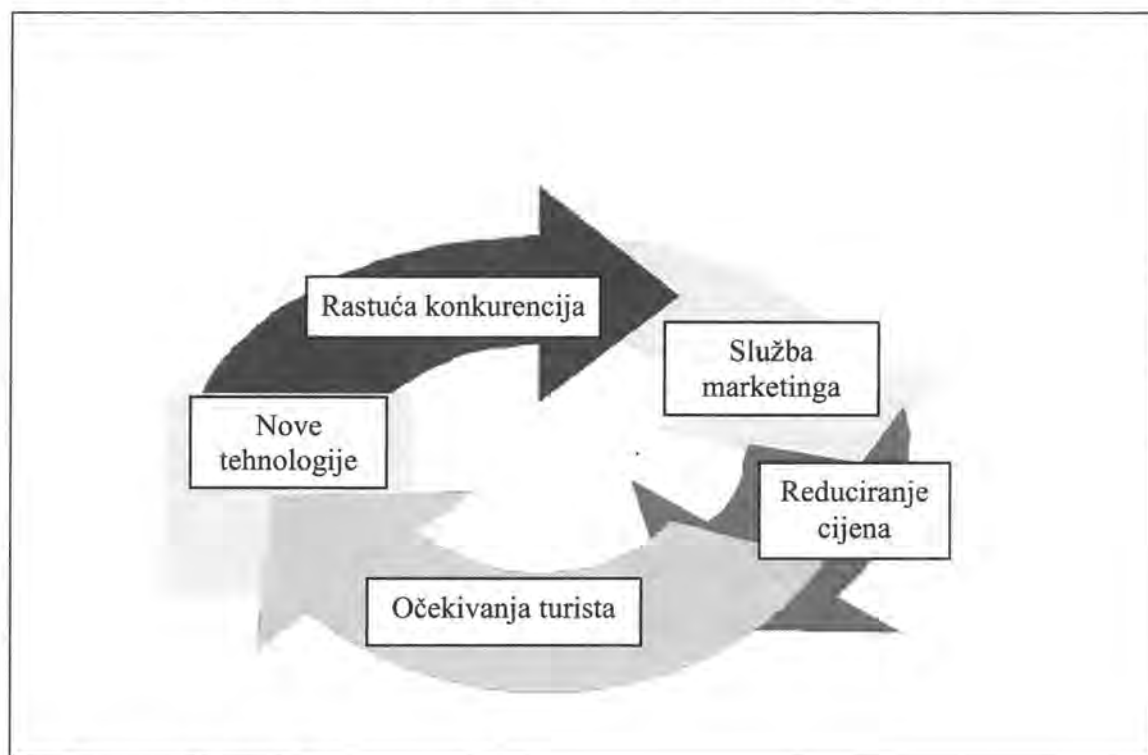 Rastuća konkurencija
Služba
marketinga
Nove
tehnologije
Reduciranje
cijena
Očekivanja turista